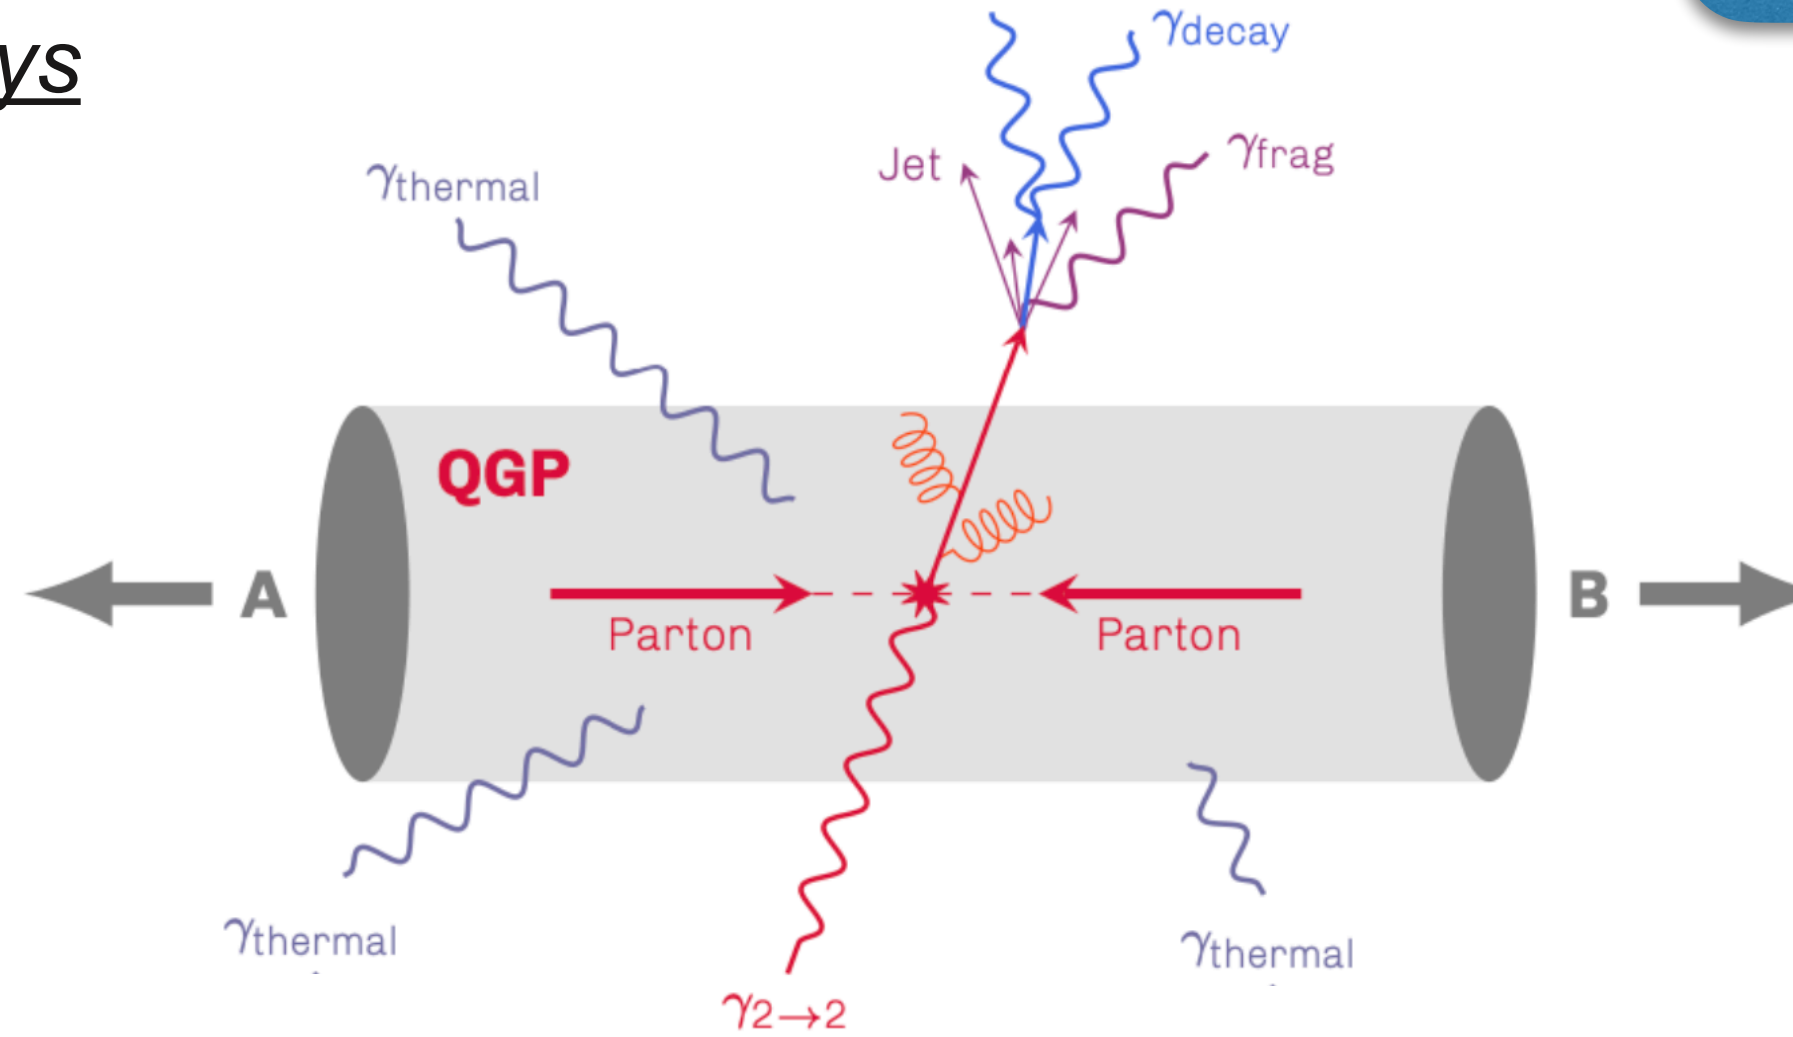 ys
γdecay
γfrag
Jet
γthermal
QGP
A
B
Parton
Parton
γthermal
γthermal
γ2→2